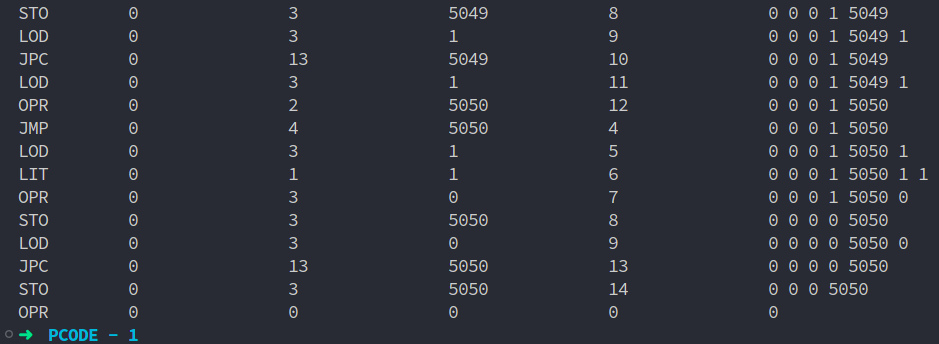 STO 0 3 5049 8 0 0 0 1 5049
LOD 0 3 1 9 0 0 0 1 5049 1
JPC 0 13 5049 10 0 0 0 1 5049
LOD 0 3 1 11 0 0 0 1 5049 1
OPR 0 2 5050 12 0 0 0 1 5050
JMP 0 4 5050 4 0 0 0 1 5050
LOD 0 3 1 5 0 0 0 1 5050 1
LIT 0 1 1 6 0 0 0 1 5050 1 1
OPR 0 3 0 7 0 0 0 1 5050 0
STO 0 3 5050 8 0 0 0 0 5050
LOD 0 3 0 9 0 0 0 0 5050 0
JPC 0 13 5050 13 0 0 0 0 5050
STO 0 3 5050 14 0 0 0 5050
OPR 0 0 0 0 0
➜ PCODE - 1